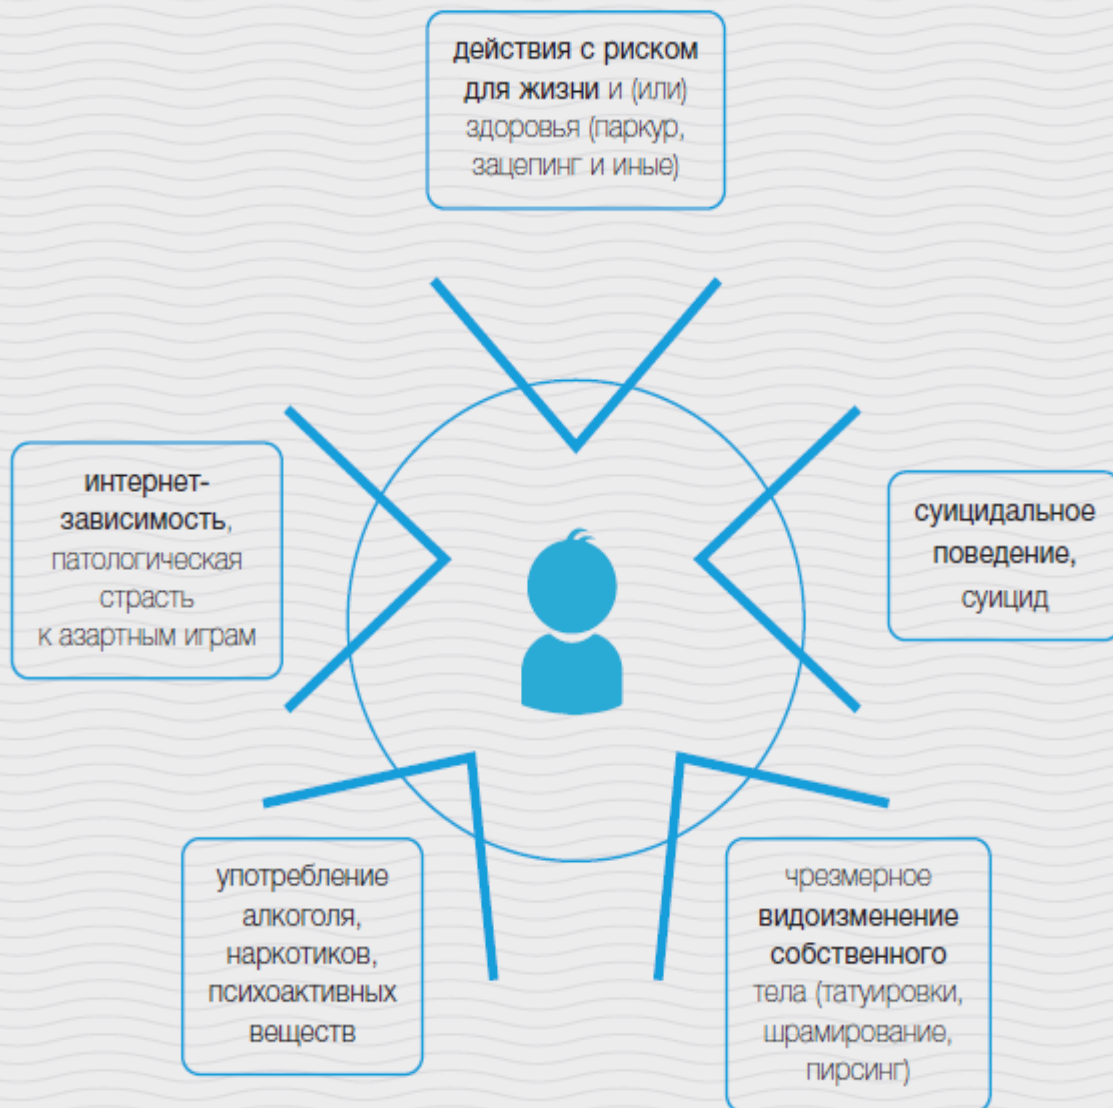 действия с риском
для жизни и (или)
здоровья (паркур,
зацепинг и иные)
интернет-
зависимость,
патологическая
страсть
к азартным играм
суицидальное
поведение,
суицид
употребление
алкоголя,
наркотиков,
психоактивных
веществ
чрезмерное
видоизменение
собственного
тела (татуировки,
шрамирование,
пирсинг)